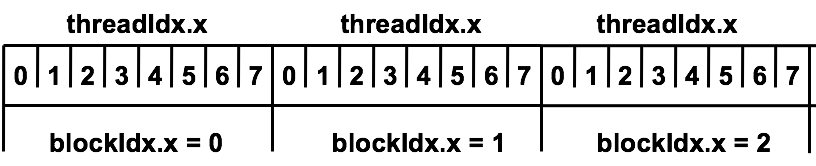 threadIdx.x threadIdx.x threadIdx.x
0 1 2 3 4 5 6 7 0 1 2 3 4 5 6 7 0 1 2 3 4 5 6 7
blockIdx.x = 0 blockIdx.x = 1 blockIdx.x = 2